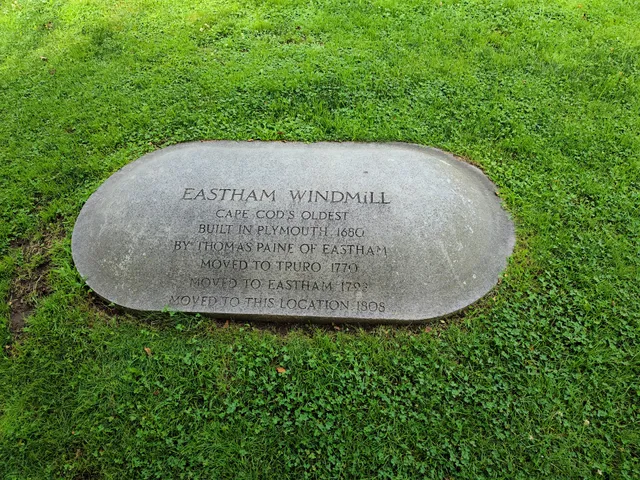 EASTHAM WINDMiLL
CAPE COD'S OLDEST
BUILT IN PLYMOUTH, 1680
BY THOMAS PAINE OF EASTHAM
MOVED TO TRURO 1770
MOVED TO EASTHAM 1793
MOVED TO THIS LOCATION 1808